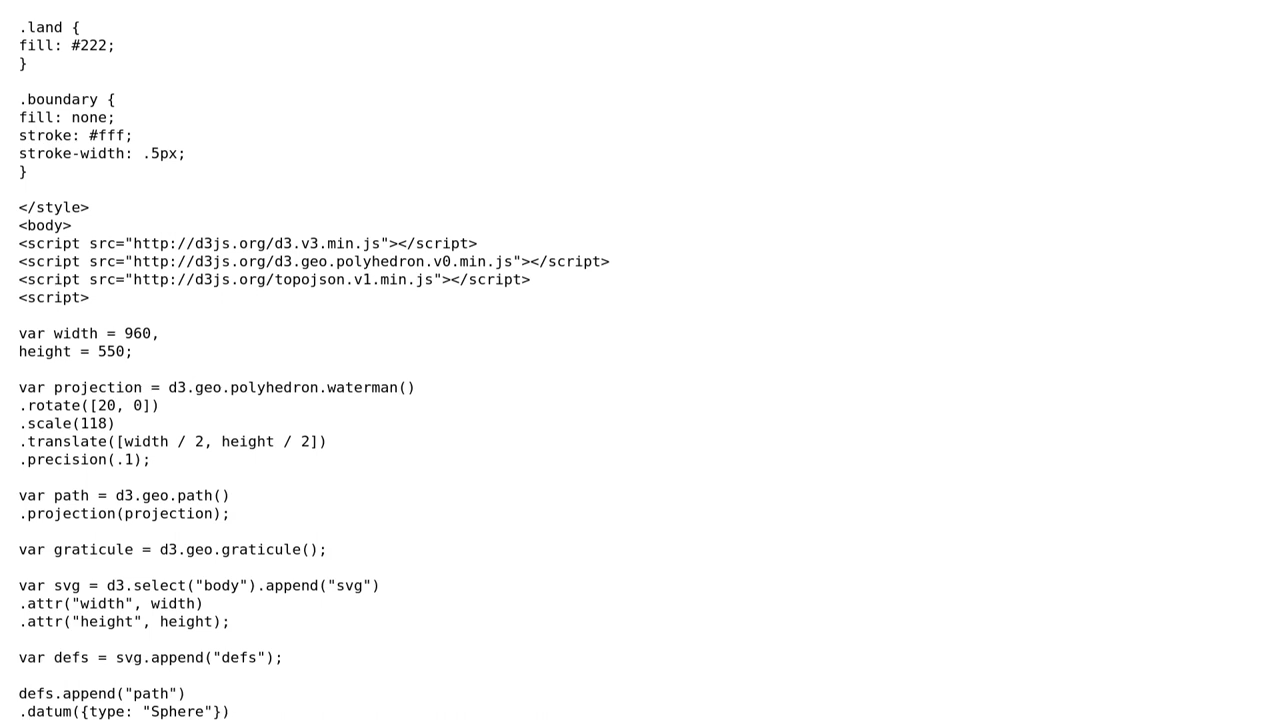 .land {
fill: #222;
}

.boundary {
fill: none;
stroke: #fff;
stroke-width: .5px;
}

</style>
<body>
<script src="http://d3js.org/d3.v3.min.js"></script>
<script src="http://d3js.org/d3.geo.polyhedron.v0.min.js"></script>
<script src="http://d3js.org/topojson.v1.min.js"></script>
<script>

var width = 960,
height = 550;

var projection = d3.geo.polyhedron.waterman()
.rotate([20, 0])
.scale(118)
.translate([width / 2, height / 2])
.precision(.1);

var path = d3.geo.path()
.projection(projection);

var graticule = d3.geo.graticule();

var svg = d3.select("body").append("svg")
.attr("width", width)
.attr("height", height);

var defs = svg.append("defs");

defs.append("path")
.datum({type: "Sphere"})